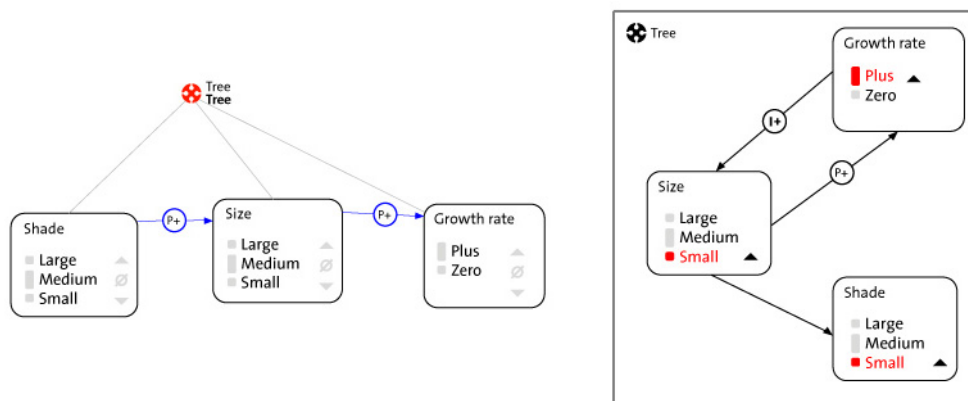 Tree
Tree
Shade
Large
Medium
Small
P+
Size
Large
Medium
Small
P+
Growth rate
Plus
Zero
Tree
Growth rate
Plus
Zero
I+
P+
Size
Large
Medium
Small
Shade
Large
Medium
Small